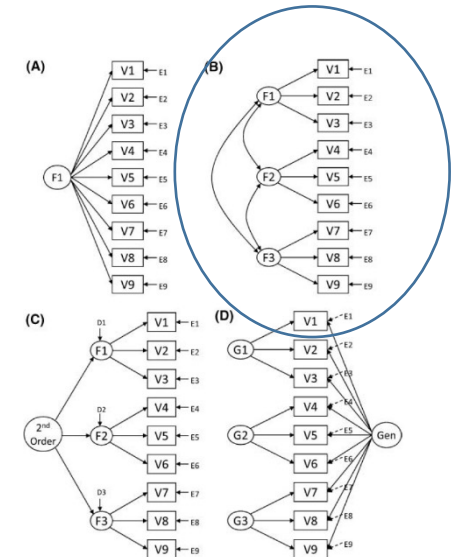 (A)
V1 E1
V2 E2
V3 E3
V4 E4
F1 V5 E5
V6 E6
V7 E7
V8 E8
V9 E9
(B)
V1 E1
F1 V2 E2
V3 E3
V4 E4
F2 V5 E5
V6 E6
V7 E7
F3 V8 E8
V9 E9
(C)
D1 V1 E1
F1 V2 E2
V3 E3
D2 V4 E4
2nd
Order F2 V5 E5
V6 E6
D3 V7 E7
F3 V8 E8
V9 E9
(D)
V1 E1
G1 V2 E2
V3 E3
V4 E4
G2 V5 E5 Gen
V6 E6
V7 E7
G3 V8 E8
V9 E9